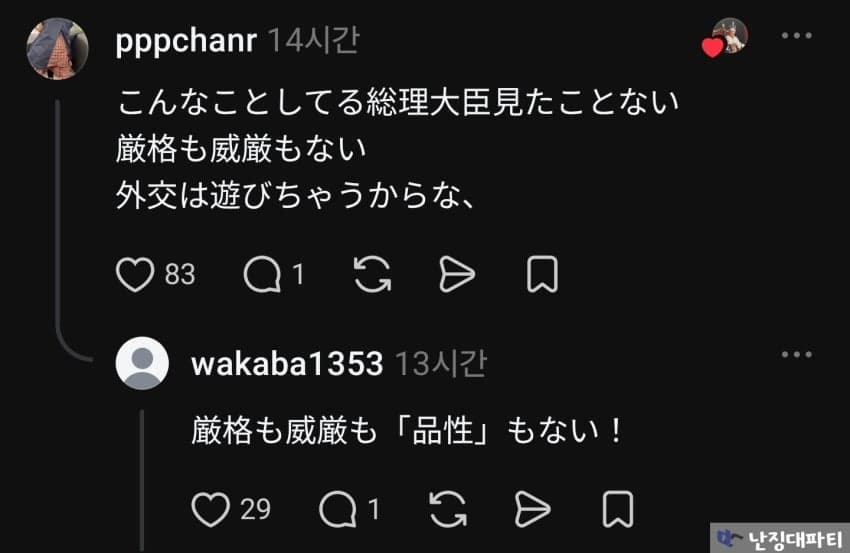 pppchanr 14시간
こんなことしてる総理大臣見たことない
厳格も威厳もない
外交は遊びちゃうからな、
83 1
wakaba1353 13시간
厳格も威厳も「品性」もない！
29 1
난징대파티